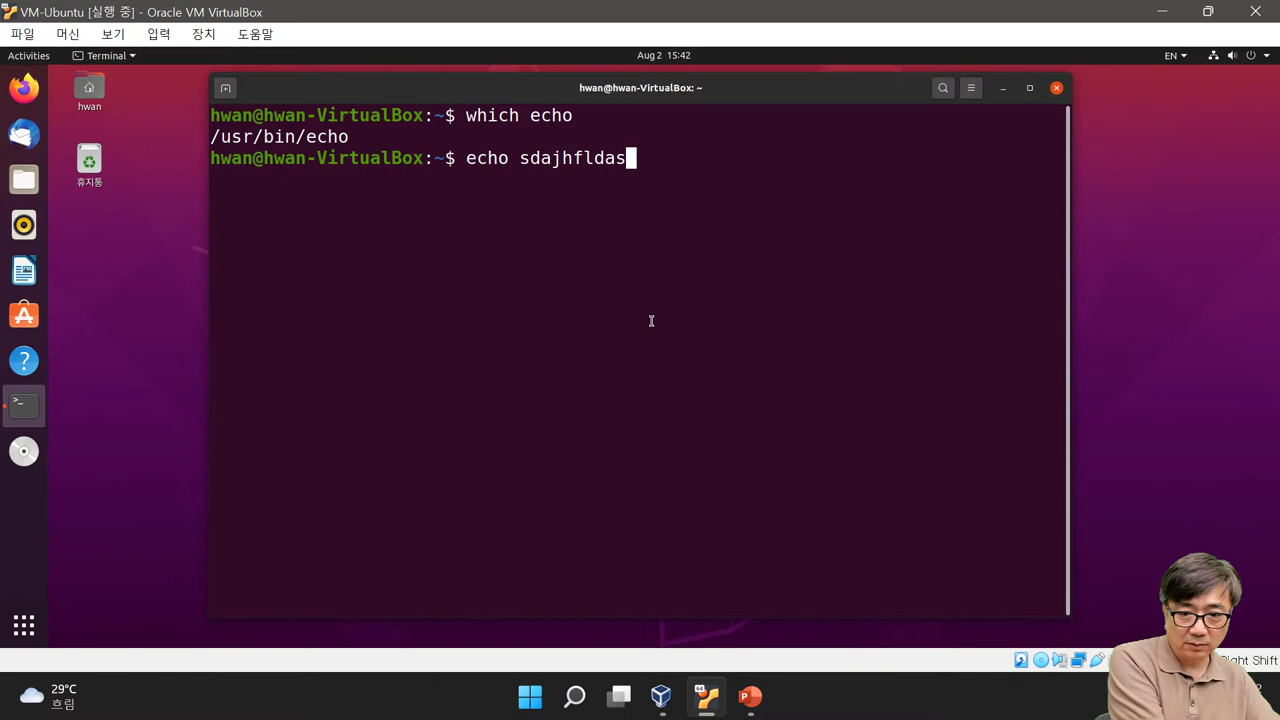 VM-Ubuntu [실행 중] - Oracle VM VirtualBox
파일 머신 보기 입력 장치 도움말
Activities Terminal Aug 2 15:42 EN
hwan@hwan-VirtualBox: ~
hwan
휴지통
hwan@hwan-VirtualBox:~$ which echo
/usr/bin/echo
hwan@hwan-VirtualBox:~$ echo sdajhfldas
Right Shift
29°C
흐림